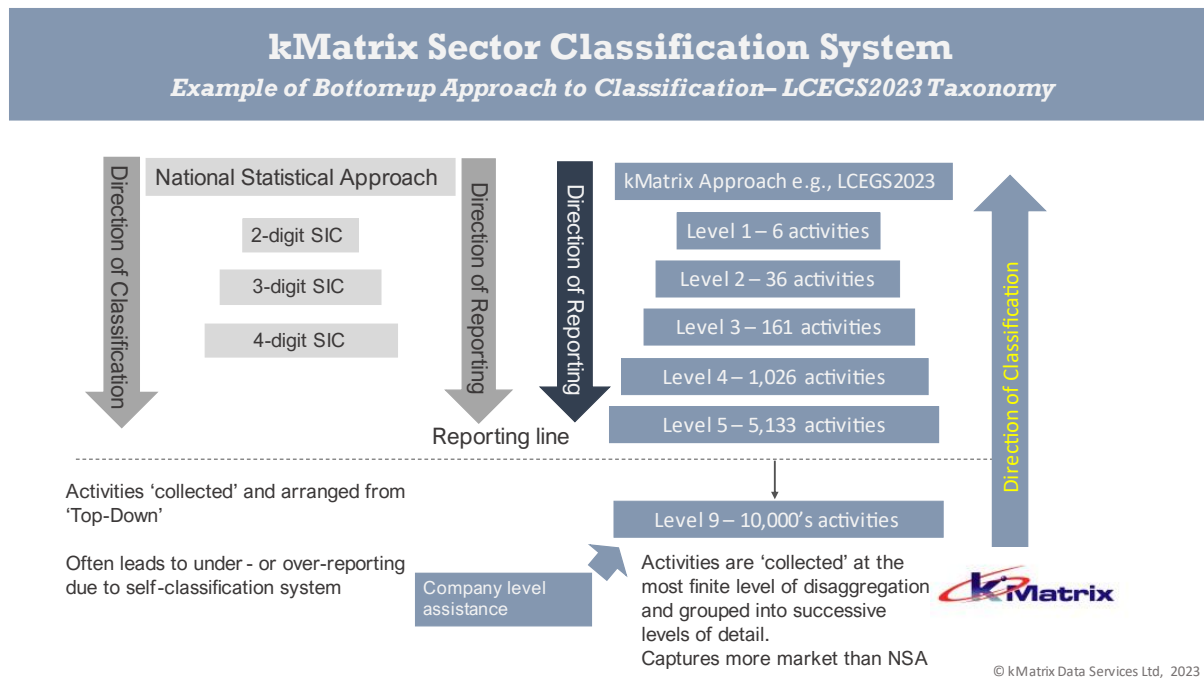 kMatrix Sector Classification System
Example of Bottom-up Approach to Classification– LCEGS2023 Taxonomy
Direction of Classification
National Statistical Approach
2-digit SIC
3-digit SIC
4-digit SIC
Direction of Reporting
Direction of Reporting
kMatrix Approach e.g., LCEGS2023
Level 1 – 6 activities
Level 2 – 36 activities
Level 3 – 161 activities
Level 4 – 1,026 activities
Level 5 – 5,133 activities
Direction of Classification
Reporting line
Activities ‘collected’ and arranged from
‘Top-Down’
Often leads to under - or over-reporting
due to self-classification system
Level 9 – 10,000’s activities
Company level
assistance
Activities are ‘collected’ at the
most finite level of disaggregation
and grouped into successive
levels of detail.
Captures more market than NSA
kMatrix
© kMatrix Data Services Ltd, 2023